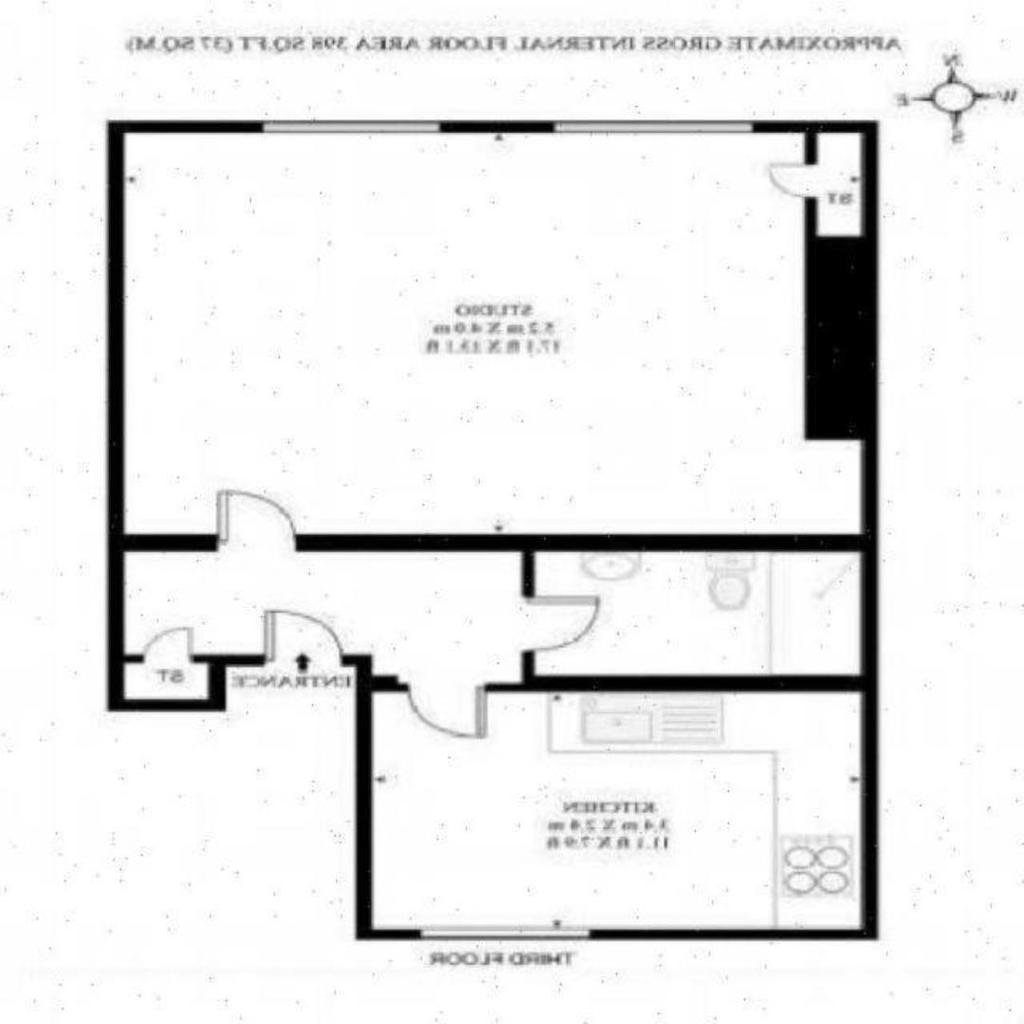 APPROXIMATE GROSS INTERNAL FLOOR AREA 398 SQ.FT (37 SQ.M)
N
W
E
S
ST
STUDIO
5.2 m X 4.0 m
17.1 ft X 13.1 ft
ST
ENTRANCE
KITCHEN
3.4 m X 2.4 m
11.1 ft X 7.9 ft
THIRD FLOOR